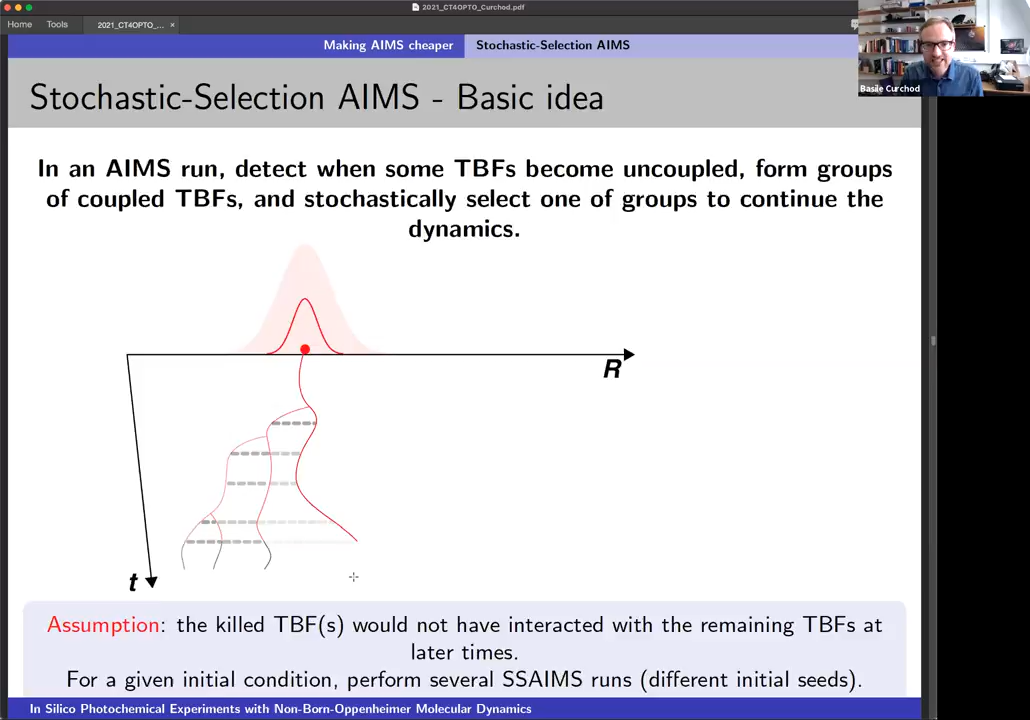 2021_CT4OPTO_Curchod.pdf
Home Tools 2021_CT4OPTO_... ×
Making AIMS cheaper Stochastic-Selection AIMS
Basile Curchod
Stochastic-Selection AIMS - Basic idea
In an AIMS run, detect when some TBFs become uncoupled, form groups
of coupled TBFs, and stochastically select one of groups to continue the
dynamics.
R
t
Assumption: the killed TBF(s) would not have interacted with the remaining TBFs at
later times.
For a given initial condition, perform several SSAIMS runs (different initial seeds).
In Silico Photochemical Experiments with Non-Born-Oppenheimer Molecular Dynamics